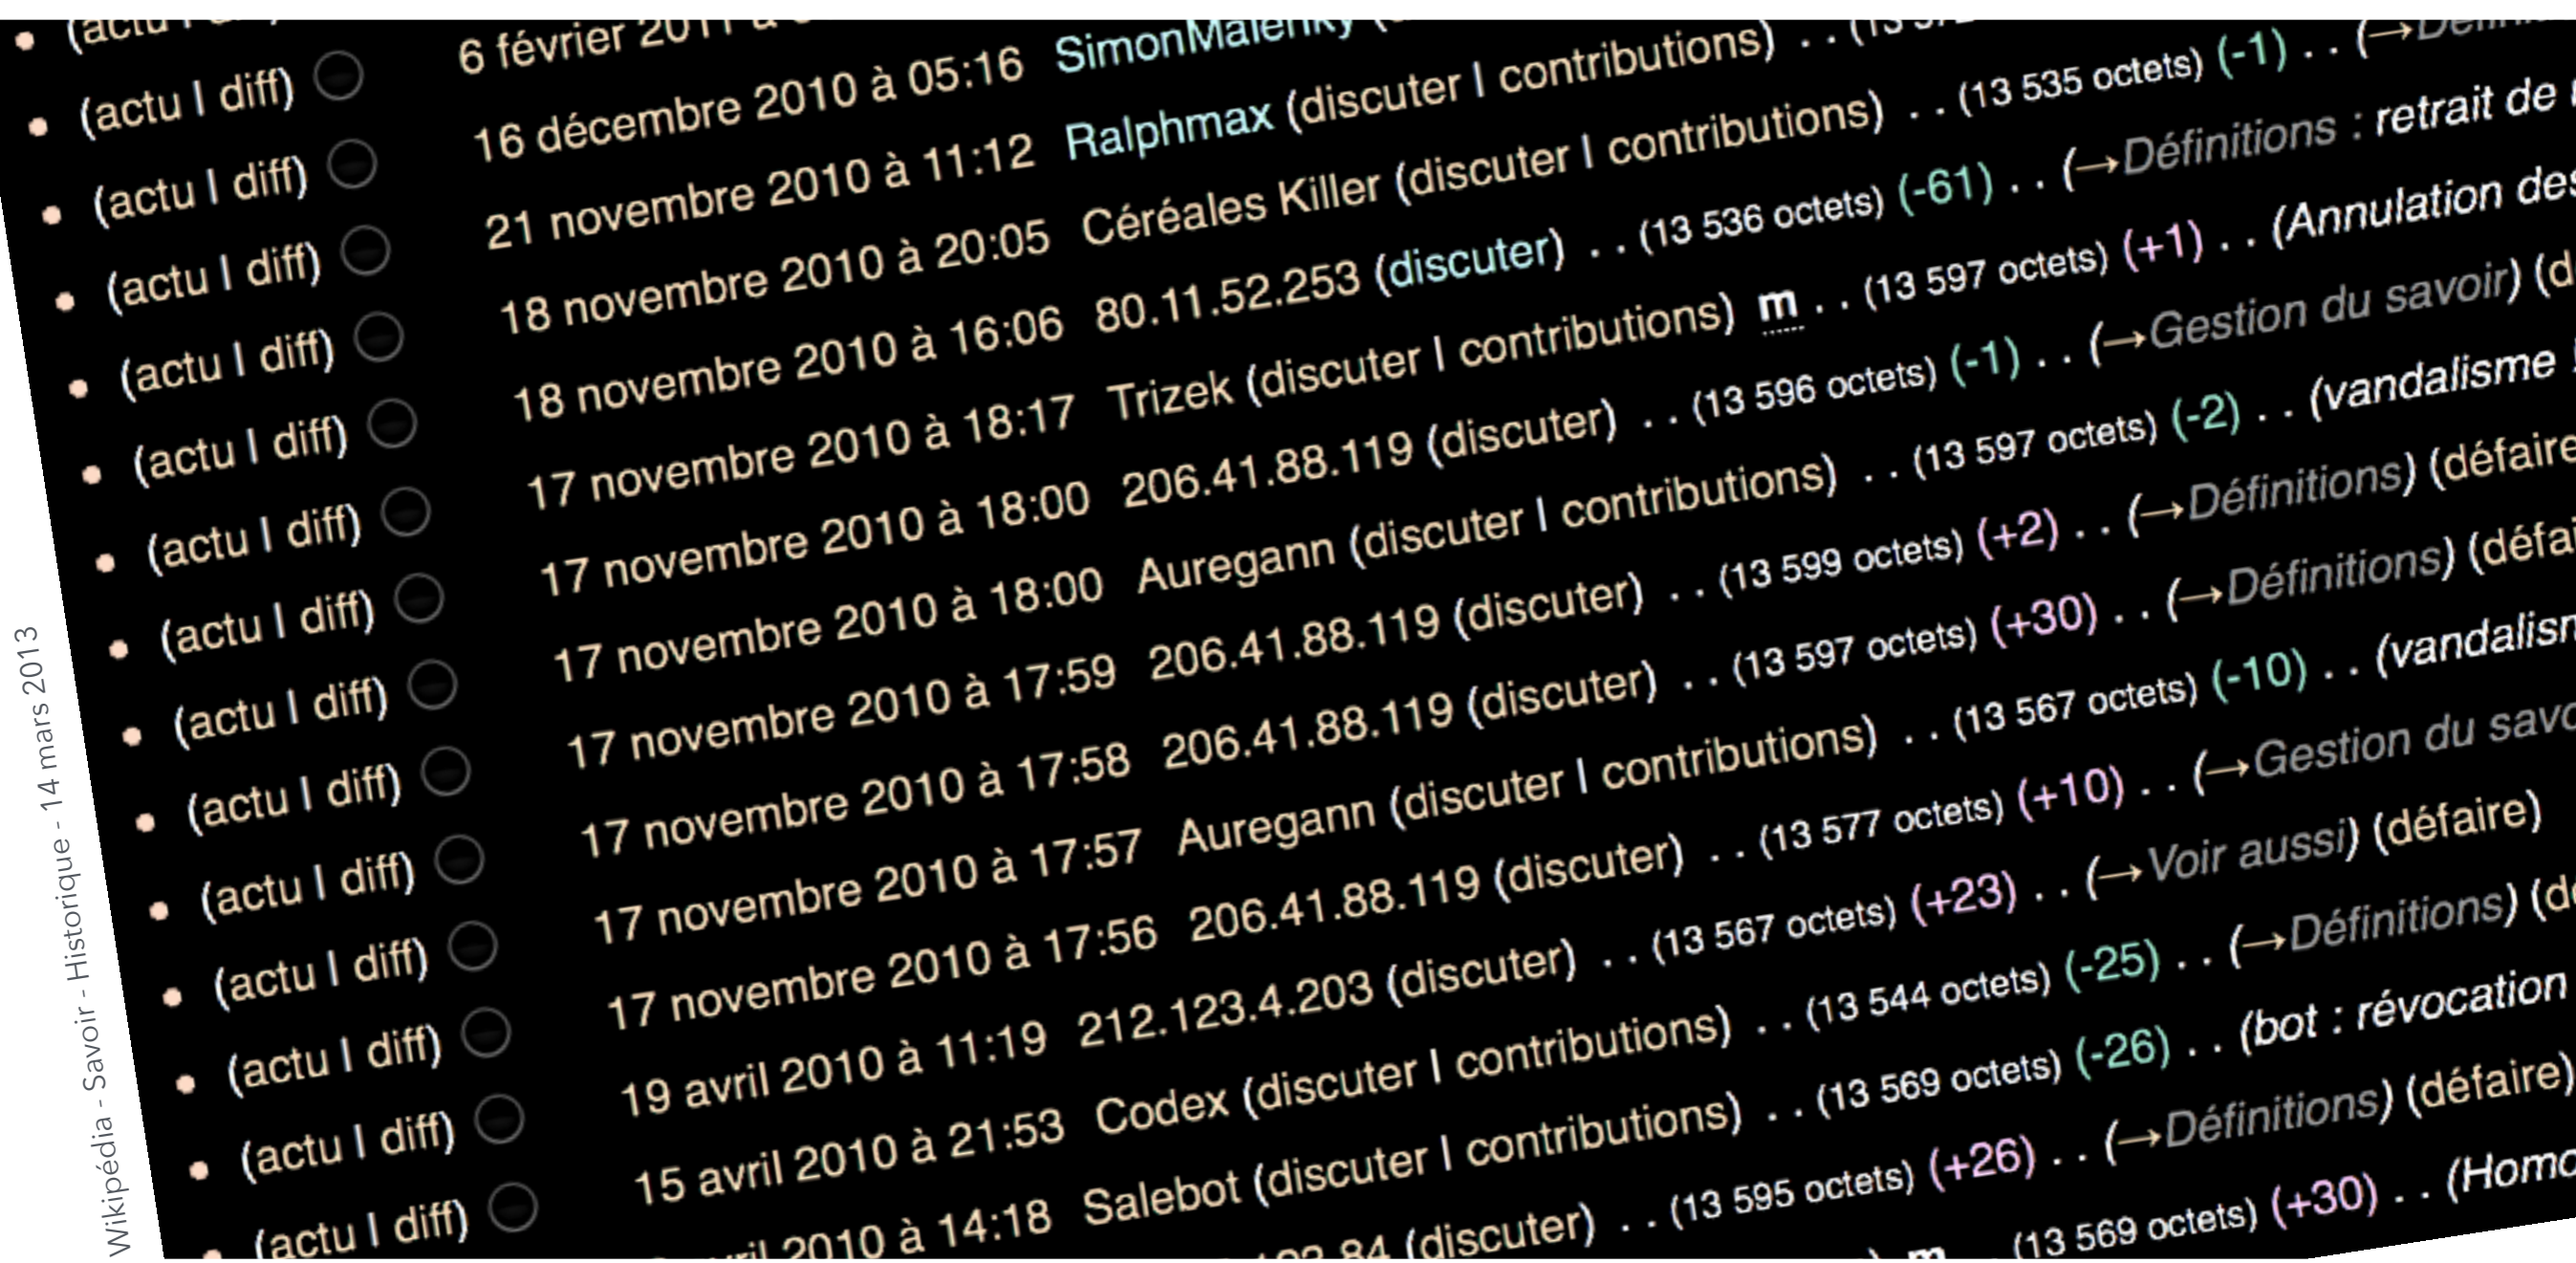 (actu | diff) 6 février 2011 à
(actu | diff) 16 décembre 2010 à 05:16 SimonMalenky
(actu | diff) 21 novembre 2010 à 11:12 Ralphmax (discuter | contributions) . . (13
(actu | diff) 18 novembre 2010 à 20:05 Céréales Killer (discuter | contributions) . . (13 535 octets) (-1) . . (→
(actu | diff) 18 novembre 2010 à 16:06 80.11.52.253 (discuter) . . (13 536 octets) (-61) . . (→Définitions : retrait de
(actu | diff) 17 novembre 2010 à 18:17 Trizek (discuter | contributions) m . . (13 597 octets) (+1) . . (Annulation des
(actu | diff) 17 novembre 2010 à 18:00 206.41.88.119 (discuter) . . (13 596 octets) (-1) . . (→Gestion du savoir) (d
(actu | diff) 17 novembre 2010 à 18:00 Auregann (discuter | contributions) . . (13 597 octets) (-2) . . (vandalisme
(actu | diff) 17 novembre 2010 à 17:59 206.41.88.119 (discuter) . . (13 599 octets) (+2) . . (→Définitions) (défaire
(actu | diff) 17 novembre 2010 à 17:58 206.41.88.119 (discuter) . . (13 597 octets) (+30) . . (→Définitions) (défai
(actu | diff) 17 novembre 2010 à 17:57 Auregann (discuter | contributions) . . (13 567 octets) (-10) . . (vandalism
(actu | diff) 17 novembre 2010 à 17:56 206.41.88.119 (discuter) . . (13 577 octets) (+10) . . (→Gestion du savo
(actu | diff) 19 avril 2010 à 11:19 212.123.4.203 (discuter) . . (13 567 octets) (+23) . . (→Voir aussi) (défaire)
(actu | diff) 15 avril 2010 à 21:53 Codex (discuter | contributions) . . (13 544 octets) (-25) . . (→Définitions) (d
2010 à 14:18 Salebot (discuter | contributions) . . (13 569 octets) (-26) . . (bot : révocation
84 (discuter) . . (13 595 octets) (+26) . . (→Définitions) (défaire)
m (13 569 octets) (+30) . . (Homo
Wikipédia - Savoir - Historique - 14 mars 2013